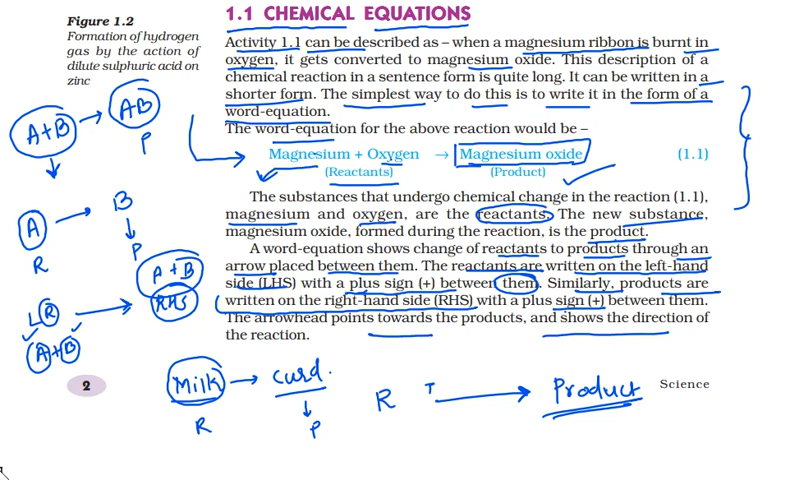 1.1 CHEMICAL EQUATIONS
Figure 1.2
Formation of hydrogen
gas by the action of
dilute sulphuric acid on
zinc
Activity 1.1 can be described as – when a magnesium ribbon is burnt in
oxygen, it gets converted to magnesium oxide. This description of a
chemical reaction in a sentence form is quite long. It can be written in a
shorter form. The simplest way to do this is to write it in the form of a
word-equation.
The word-equation for the above reaction would be –
Magnesium + Oxygen → Magnesium oxide (1.1)
(Reactants) (Product)
The substances that undergo chemical change in the reaction (1.1),
magnesium and oxygen, are the reactants. The new substance,
magnesium oxide, formed during the reaction, is the product.
A word-equation shows change of reactants to products through an
arrow placed between them. The reactants are written on the left-hand
side (LHS) with a plus sign (+) between them. Similarly, products are
written on the right-hand side (RHS) with a plus sign (+) between them.
The arrowhead points towards the products, and shows the direction of
the reaction.
A+B → AB
P
A → B
R P
A + B
L R → RHS
A+B
Milk → curd.
R P
R → Product
2
Science